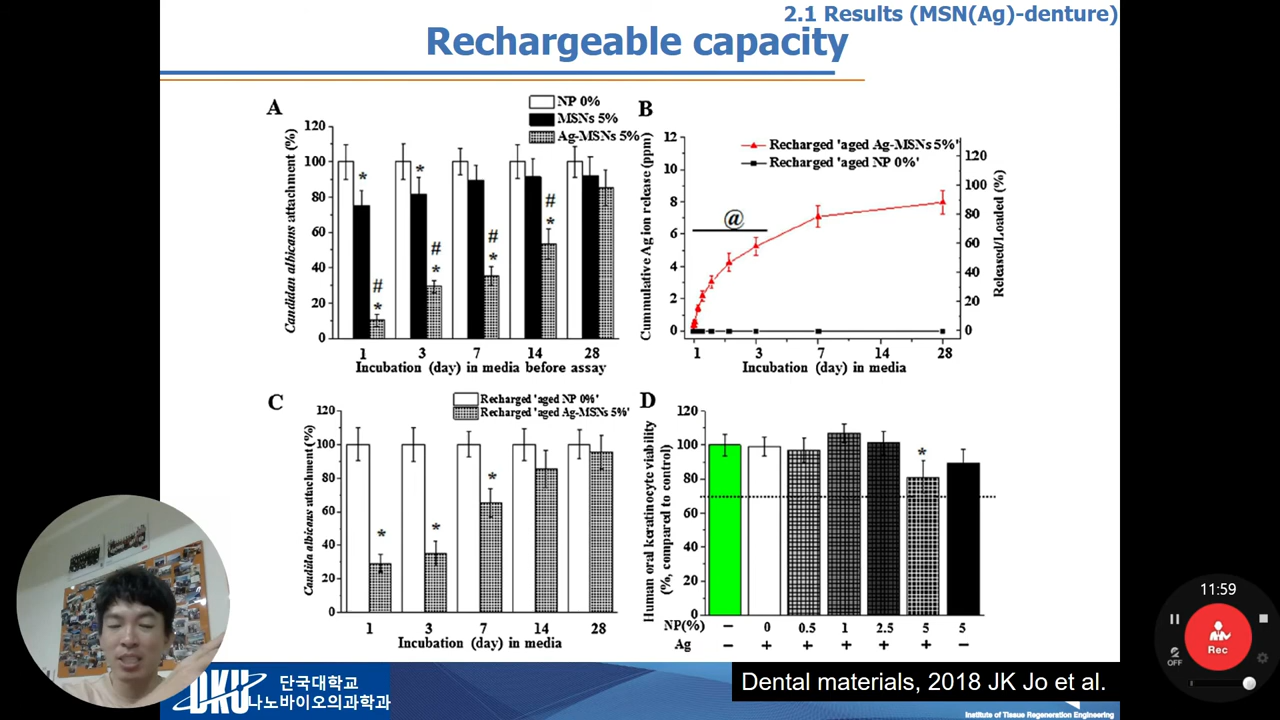 2.1 Results (MSN(Ag)-denture)
Rechargeable capacity
A
NP 0%
MSNs 5%
Ag-MSNs 5%
Candidan albicans attachment (%)
120
100
80
60
40
20
0
1 3 7 14 28
Incubation (day) in media before assay
# * # * # * # *
* *
B
Recharged 'aged Ag-MSNs 5%'
Recharged 'aged NP 0%'
@
Cummulative Ag ion release (ppm)
12
10
8
6
4
2
0
Released/Loaded (%)
120
100
80
60
40
20
0
1 3 7 14 28
Incubation (day) in media
C
Recharged 'aged NP 0%'
Recharged 'aged Ag-MSNs 5%'
Candida albicans attachment (%)
120
100
80
60
40
20
0
* * *
1 3 7 14 28
Incubation (day) in media
D
Human oral keratinocyte viability
(%, compared to control)
120
100
80
60
40
20
0
*
NP(%) − 0 0.5 1 2.5 5 5
Ag − + + + + + −
DKU
단국대학교
나노바이오의과학과
Dental materials, 2018 JK Jo et al.
Institute of Tissue Regeneration Engineering
11:59
Rec
OFF